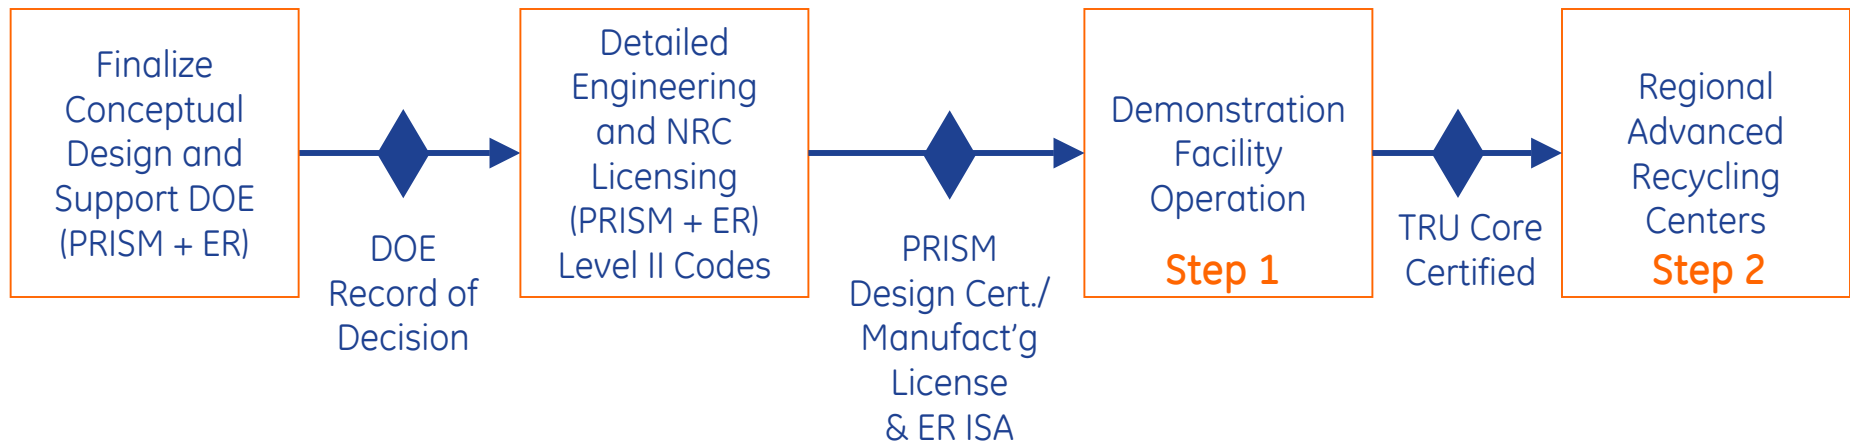 Finalize
Conceptual
Design and
Support DOE
(PRISM + ER)
DOE
Record of
Decision
Detailed
Engineering
and NRC
Licensing
(PRISM + ER)
Level II Codes
PRISM
Design Cert./
Manufact’g
License
& ER ISA
Demonstration
Facility
Operation
Step 1
TRU Core
Certified
Regional
Advanced
Recycling
Centers
Step 2